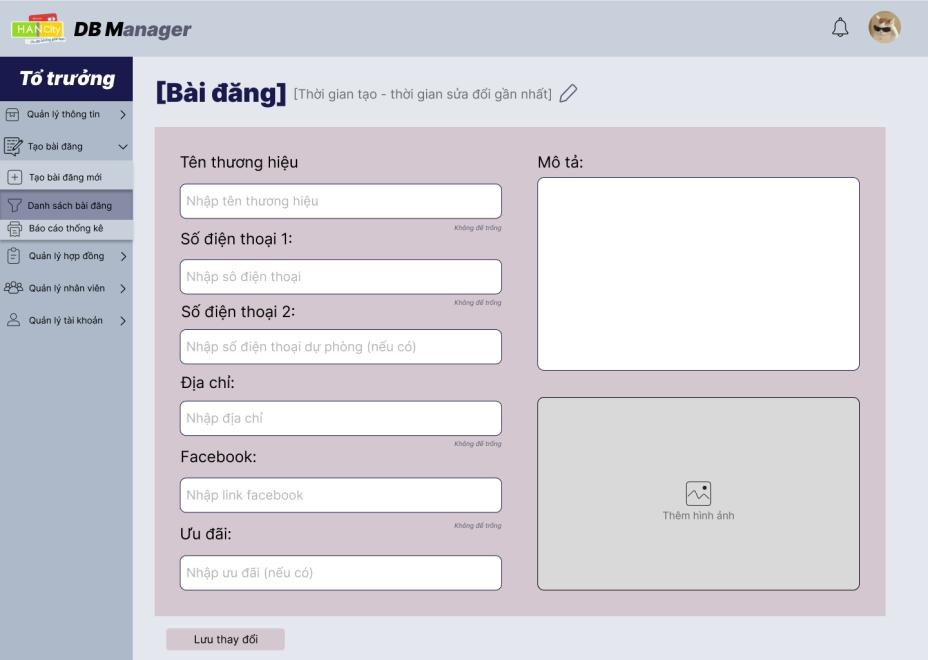 HANCity
DB Manager
Tổ trưởng
Quản lý thông tin
Tạo bài đăng
Tạo bài đăng mới
Danh sách bài đăng
Báo cáo thống kê
Quản lý hợp đồng
Quản lý nhân viên
Quản lý tài khoản
[Bài đăng] [Thời gian tạo - thời gian sửa đổi gần nhất]
Tên thương hiệu
Nhập tên thương hiệu
Không để trống
Số điện thoại 1:
Nhập sô điện thoại
Không để trống
Số điện thoại 2:
Nhập số điện thoại dự phòng (nếu có)
Địa chỉ:
Nhập địa chỉ
Không để trống
Facebook:
Nhập link facebook
Không để trống
Ưu đãi:
Nhập ưu đãi (nếu có)
Mô tả:
Thêm hình ảnh
Lưu thay đổi